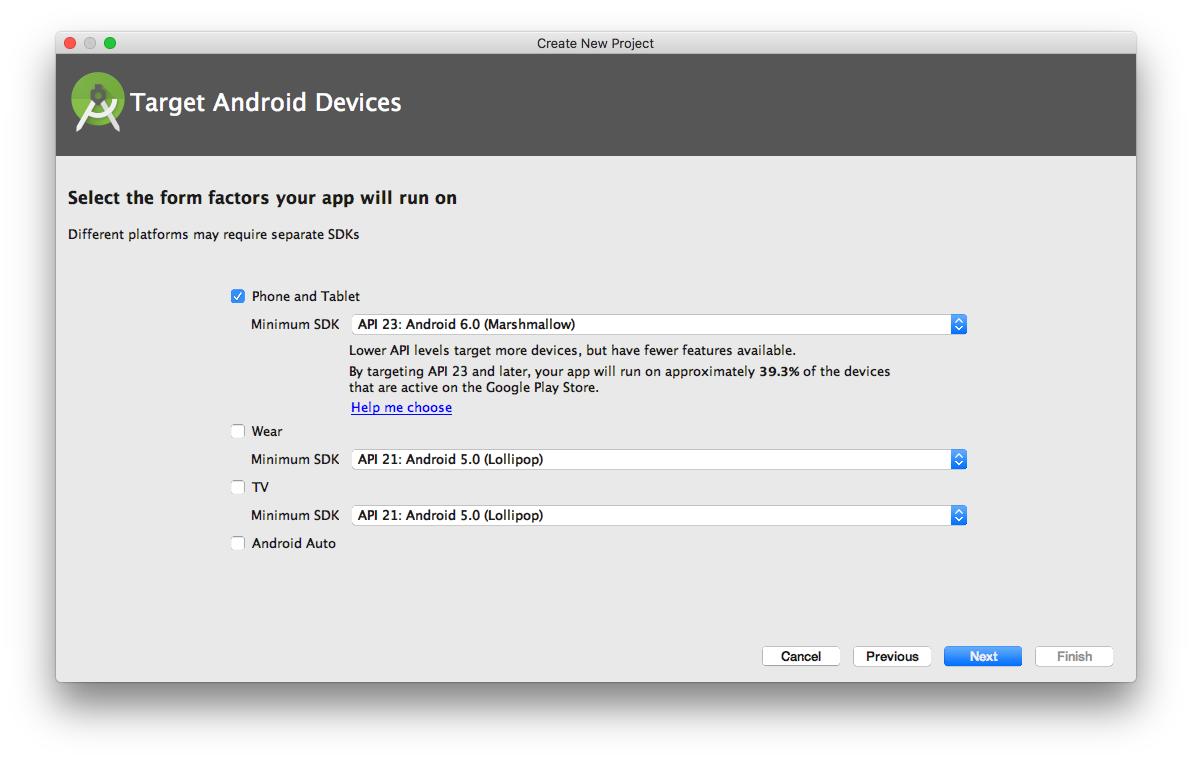 Create New Project
Target Android Devices
Select the form factors your app will run on
Different platforms may require separate SDKs
Phone and Tablet
Minimum SDK API 23: Android 6.0 (Marshmallow)
Lower API levels target more devices, but have fewer features available.
By targeting API 23 and later, your app will run on approximately 39.3% of the devices
that are active on the Google Play Store.
Help me choose
Wear
Minimum SDK API 21: Android 5.0 (Lollipop)
TV
Minimum SDK API 21: Android 5.0 (Lollipop)
Android Auto
Cancel Previous Next Finish